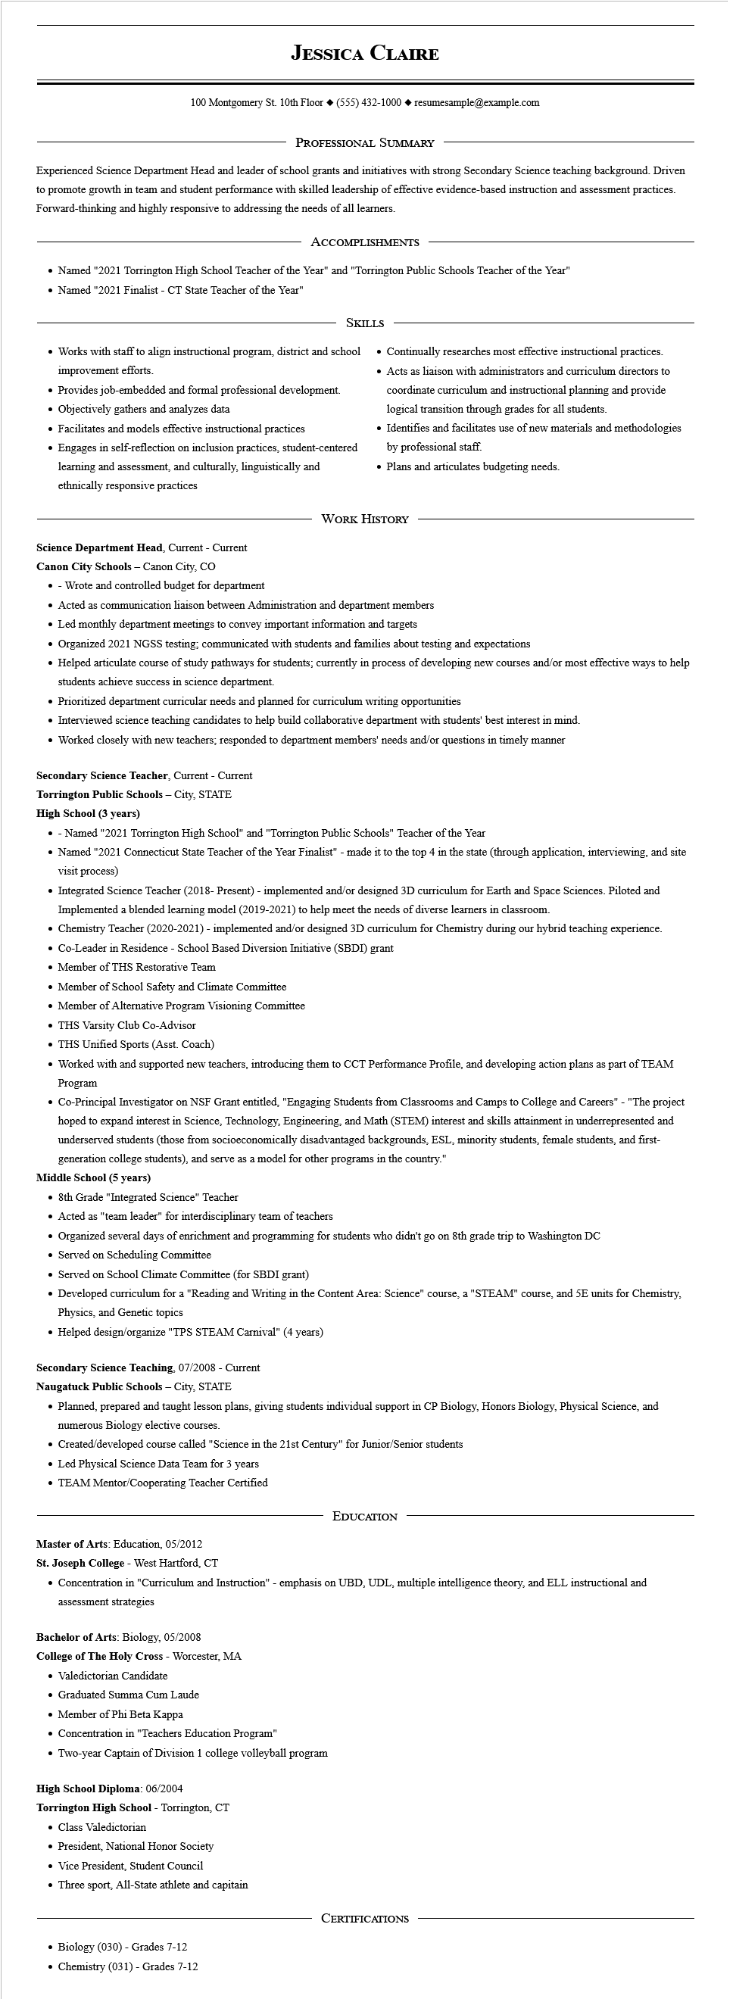 Jessica Claire
100 Montgomery St. 10th Floor ◆ (555) 432-1000 ◆ resumesample@example.com
Professional Summary
Experienced Science Department Head and leader of school grants and initiatives with strong Secondary Science teaching background. Driven
to promote growth in team and student performance with skilled leadership of effective evidence-based instruction and assessment practices.
Forward-thinking and highly responsive to addressing the needs of all learners.
Accomplishments
• Named "2021 Torrington High School Teacher of the Year" and "Torrington Public Schools Teacher of the Year"
• Named "2021 Finalist - CT State Teacher of the Year"
Skills
• Works with staff to align instructional program, district and school
improvement efforts.
• Provides job-embedded and formal professional development.
• Objectively gathers and analyzes data
• Facilitates and models effective instructional practices
• Engages in self-reflection on inclusion practices, student-centered
learning and assessment, and culturally, linguistically and
ethnically responsive practices
• Continually researches most effective instructional practices.
• Acts as liaison with administrators and curriculum directors to
coordinate curriculum and instructional planning and provide
logical transition through grades for all students.
• Identifies and facilitates use of new materials and methodologies
by professional staff.
• Plans and articulates budgeting needs.
Work History
Science Department Head, Current - Current
Canon City Schools – Canon City, CO
• - Wrote and controlled budget for department
• Acted as communication liaison between Administration and department members
• Led monthly department meetings to convey important information and targets
• Organized 2021 NGSS testing; communicated with students and families about testing and expectations
• Helped articulate course of study pathways for students; currently in process of developing new courses and/or most effective ways to help
students achieve success in science department.
• Prioritized department curricular needs and planned for curriculum writing opportunities
• Interviewed science teaching candidates to help build collaborative department with students' best interest in mind.
• Worked closely with new teachers; responded to department members' needs and/or questions in timely manner
Secondary Science Teacher, Current - Current
Torrington Public Schools – City, STATE
High School (3 years)
• - Named "2021 Torrington High School" and "Torrington Public Schools" Teacher of the Year
• Named "2021 Connecticut State Teacher of the Year Finalist" - made it to the top 4 in the state (through application, interviewing, and site
visit process)
• Integrated Science Teacher (2018- Present) - implemented and/or designed 3D curriculum for Earth and Space Sciences. Piloted and
Implemented a blended learning model (2019-2021) to help meet the needs of diverse learners in classroom.
• Chemistry Teacher (2020-2021) - implemented and/or designed 3D curriculum for Chemistry during our hybrid teaching experience.
• Co-Leader in Residence - School Based Diversion Initiative (SBDI) grant
• Member of THS Restorative Team
• Member of School Safety and Climate Committee
• Member of Alternative Program Visioning Committee
• THS Varsity Club Co-Advisor
• THS Unified Sports (Asst. Coach)
• Worked with and supported new teachers, introducing them to CCT Performance Profile, and developing action plans as part of TEAM
Program
• Co-Principal Investigator on NSF Grant entitled, "Engaging Students from Classrooms and Camps to College and Careers" - "The project
hoped to expand interest in Science, Technology, Engineering, and Math (STEM) interest and skills attainment in underrepresented and
underserved students (those from socioeconomically disadvantaged backgrounds, ESL, minority students, female students, and first-
generation college students), and serve as a model for other programs in the country."
Middle School (5 years)
• 8th Grade "Integrated Science" Teacher
• Acted as "team leader" for interdisciplinary team of teachers
• Organized several days of enrichment and programming for students who didn't go on 8th grade trip to Washington DC
• Served on Scheduling Committee
• Served on School Climate Committee (for SBDI grant)
• Developed curriculum for a "Reading and Writing in the Content Area: Science" course, a "STEAM" course, and 5E units for Chemistry,
Physics, and Genetic topics
• Helped design/organize "TPS STEAM Carnival" (4 years)
Secondary Science Teaching, 07/2008 - Current
Naugatuck Public Schools – City, STATE
• Planned, prepared and taught lesson plans, giving students individual support in CP Biology, Honors Biology, Physical Science, and
numerous Biology elective courses.
• Created/developed course called "Science in the 21st Century" for Junior/Senior students
• Led Physical Science Data Team for 3 years
• TEAM Mentor/Cooperating Teacher Certified
Education
Master of Arts: Education, 05/2012
St. Joseph College - West Hartford, CT
• Concentration in "Curriculum and Instruction" - emphasis on UBD, UDL, multiple intelligence theory, and ELL instructional and
assessment strategies
Bachelor of Arts: Biology, 05/2008
College of The Holy Cross - Worcester, MA
• Valedictorian Candidate
• Graduated Summa Cum Laude
• Member of Phi Beta Kappa
• Concentration in "Teachers Education Program"
• Two-year Captain of Division 1 college volleyball program
High School Diploma: 06/2004
Torrington High School - Torrington, CT
• Class Valedictorian
• President, National Honor Society
• Vice President, Student Council
• Three sport, All-State athlete and capitain
Certifications
• Biology (030) - Grades 7-12
• Chemistry (031) - Grades 7-12